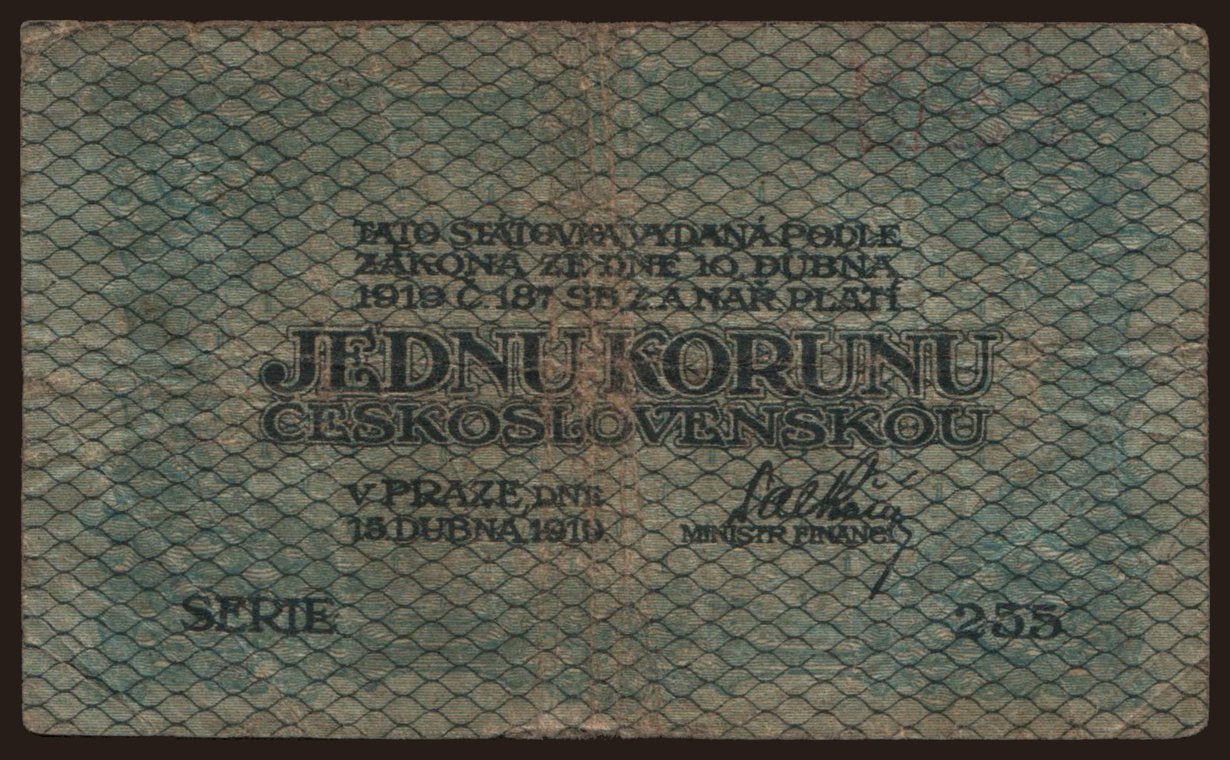 TATO STÁTOVKA VYDANÁ PODLE
ZÁKONA ZE DNE 10. DUBNA
1919 Č. 187 SB. Z. A NAŘ. PLATÍ
JEDNU KORUNU
ČESKOSLOVENSKOU
V PRAZE, DNE
15. DUBNA 1919.
MINISTR FINANCÍ
SERIE
255